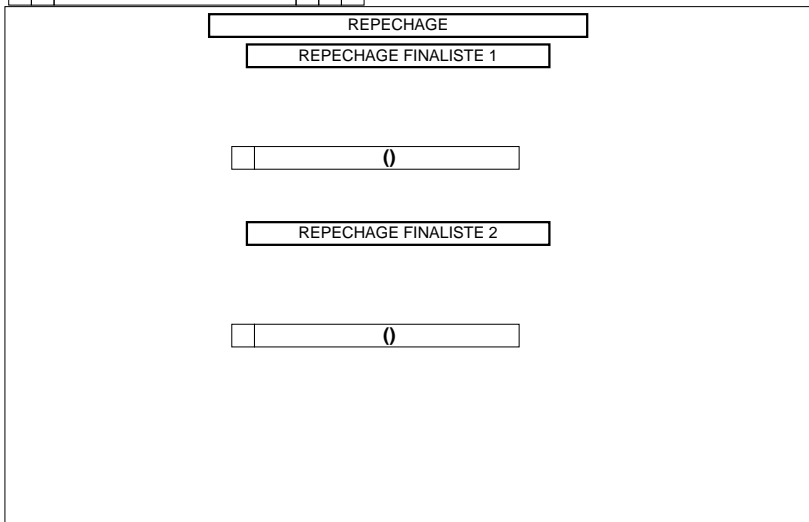 REPECHAGE
REPECHAGE FINALISTE 1
()
REPECHAGE FINALISTE 2
()